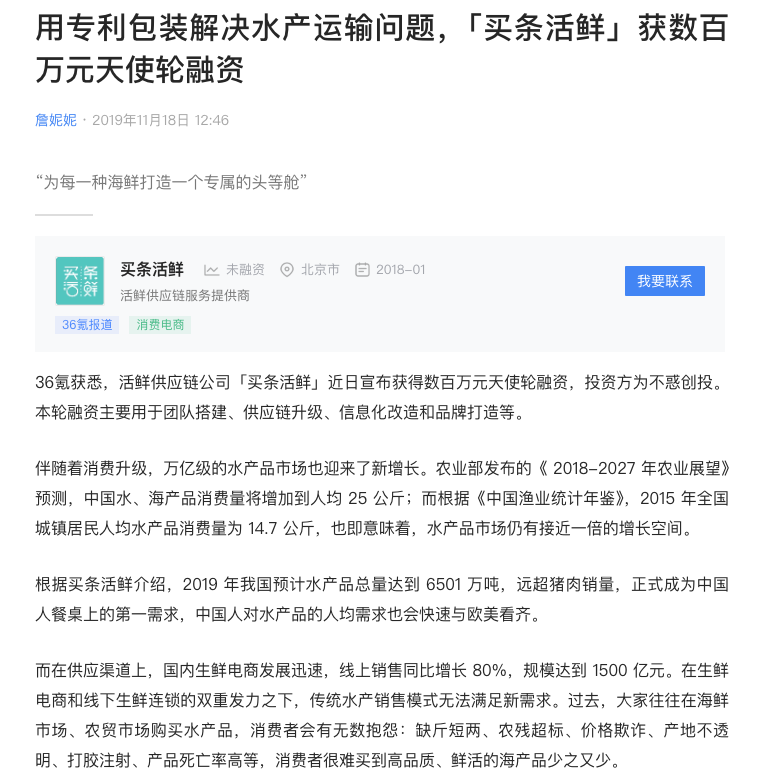 用专利包装解决水产运输问题，「买条活鲜」获数百
万元天使轮融资
詹妮妮 · 2019年11月18日 12:46
“为每一种海鲜打造一个专属的头等舱”
买条活鲜 未融资 北京市 2018-01
买条
活鲜
活鲜供应链服务提供商
我要联系
36氪报道 消费电商
36氪获悉，活鲜供应链公司「买条活鲜」近日宣布获得数百万元天使轮融资，投资方为不惑创投。
本轮融资主要用于团队搭建、供应链升级、信息化改造和品牌打造等。
伴随着消费升级，万亿级的水产品市场也迎来了新增长。农业部发布的《 2018-2027 年农业展望》
预测，中国水、海产品消费量将增加到人均 25 公斤；而根据《中国渔业统计年鉴》，2015 年全国
城镇居民人均水产品消费量为 14.7 公斤，也即意味着，水产品市场仍有接近一倍的增长空间。
根据买条活鲜介绍，2019 年我国预计水产品总量达到 6501 万吨，远超猪肉销量，正式成为中国
人餐桌上的第一需求，中国人对水产品的人均需求也会快速与欧美看齐。
而在供应渠道上，国内生鲜电商发展迅速，线上销售同比增长 80%，规模达到 1500 亿元。在生鲜
电商和线下生鲜连锁的双重发力之下，传统水产销售模式无法满足新需求。过去，大家往往在海鲜
市场、农贸市场购买水产品，消费者会有无数抱怨：缺斤短两、农残超标、价格欺诈、产地不透
明、打胶注射、产品死亡率高等，消费者很难买到高品质、鲜活的海产品少之又少。